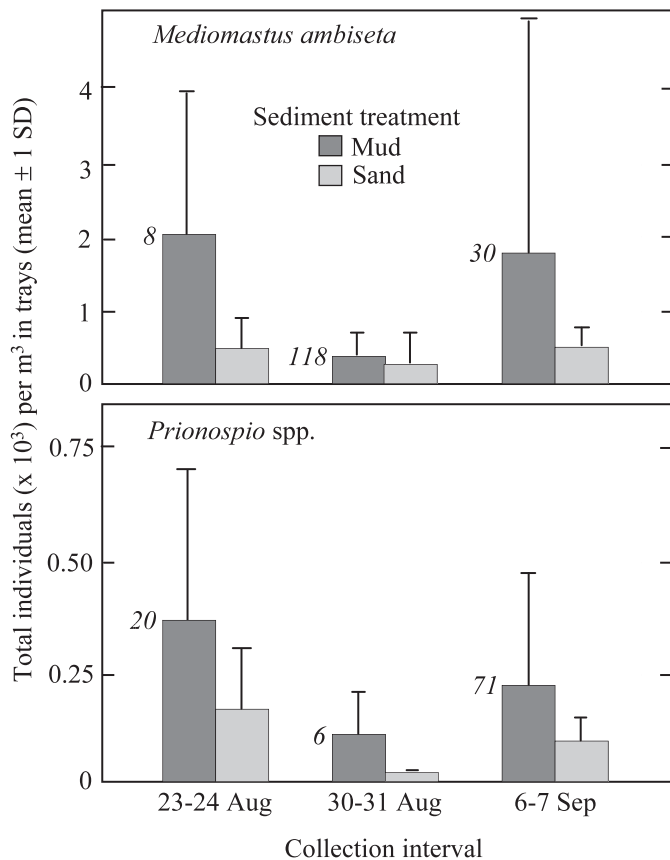 Total individuals (x 10³) per m³ in trays (mean ± 1 SD)
Mediomastus ambiseta
Sediment treatment
Mud
Sand
4
3
2
1
0
8
118
30
Prionospio spp.
0.75
0.50
0.25
0
20
6
71
23-24 Aug 30-31 Aug 6-7 Sep
Collection interval